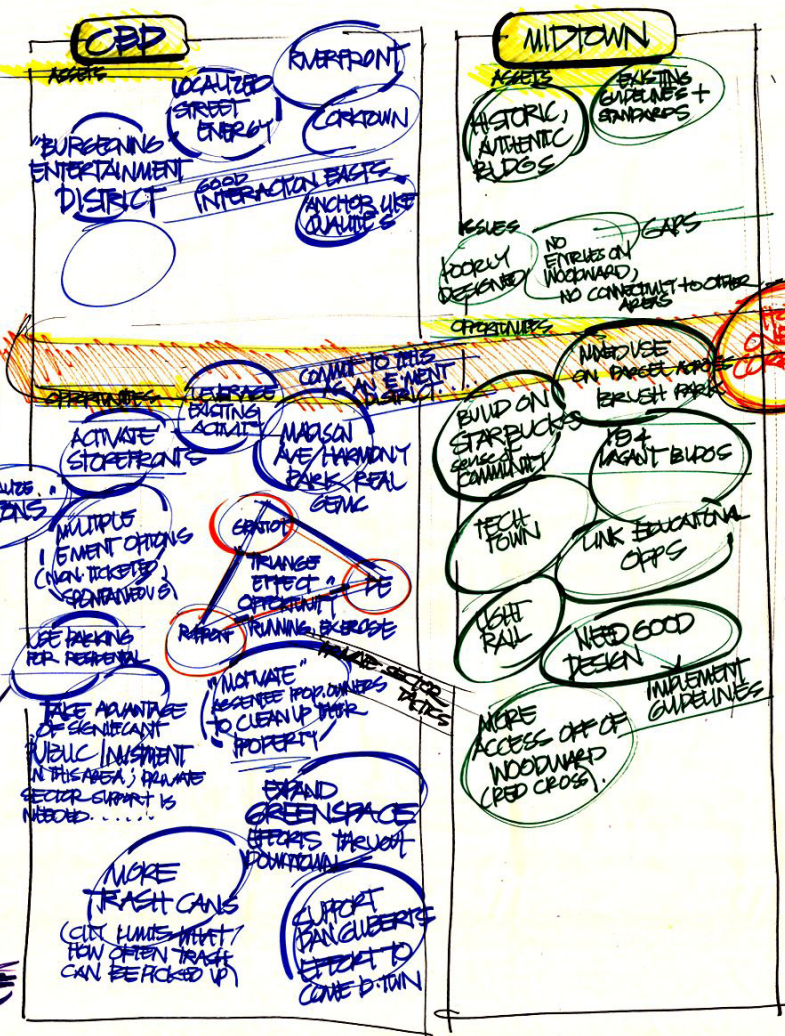 CBD
ASSETS
RIVERFRONT
LOCALIZED
STREET
ENERGY
CORKTOWN
"BURGEONING
ENTERTAINMENT
DISTRICT
GOOD
INTERACTION EXISTS
ANCHOR LIKE
QUALITIES
COMMIT TO THIS
AS AN E'MENT
DISTRICT...
OPPORTUNITIES
LEVERAGE
EXISTING
ACTIVITY
ACTIVATE
STOREFRONTS
MADISON
AVE/HARMONY
PARK, REAL
GEMS
MULTIPLE
E'MENT OPTIONS
(NON-TICKETED,
SPONTANEOUS)
GRATIOT
TRIANGE
EFFECT"
OPPORTUNITY
RUNNING, EXERCISE
RFRONT
USE PARKING
FOR RESIDENTIAL
PRIVATE SECTOR
TACTICS
"MOTIVATE"
ABSENTEE PROP. OWNERS
TO CLEAN UP THEIR
PROPERTY
TAKE ADVANTAGE
OF SIGNIFICANT
PUBLIC INVESTMENT
IN THIS AREA; PRIVATE
SECTOR SUPPORT IS
NEEDED......
EXPAND
GREENSPACE
EFFORTS THRUOUT
DOWNTOWN
MORE
TRASH CANS
(CITY LIMITS WHAT/
HOW OFTEN TRASH
CAN BE PICKED UP)
SUPPORT
DAN GILBERT'S
EFFORT TO
COME D-TWN
MIDTOWN
ASSETS
HISTORIC,
AUTHENTIC
BLDGS
EXISTING
GUIDELINES +
STANDARDS
ISSUES
POORLY
DESIGNED
GAPS
NO
ENTRIES ON
WOODWARD,
NO CONNECTIVITY TO OTHER
AREAS
OPPORTUNITIES
MIXED USE
ON PARCEL ACROSS
BRUSH PARK
BUILD ON
STARBUCKS
sense of
COMMUNITY
VACANT BLDGS
TECH
TOWN
LINK EDUCATIONAL
OPPS
LIGHT
RAIL
NEED GOOD
DESIGN
IMPLEMENT
GUIDELINES
MORE
ACCESS OFF OF
WOODWARD
(RED CROSS).